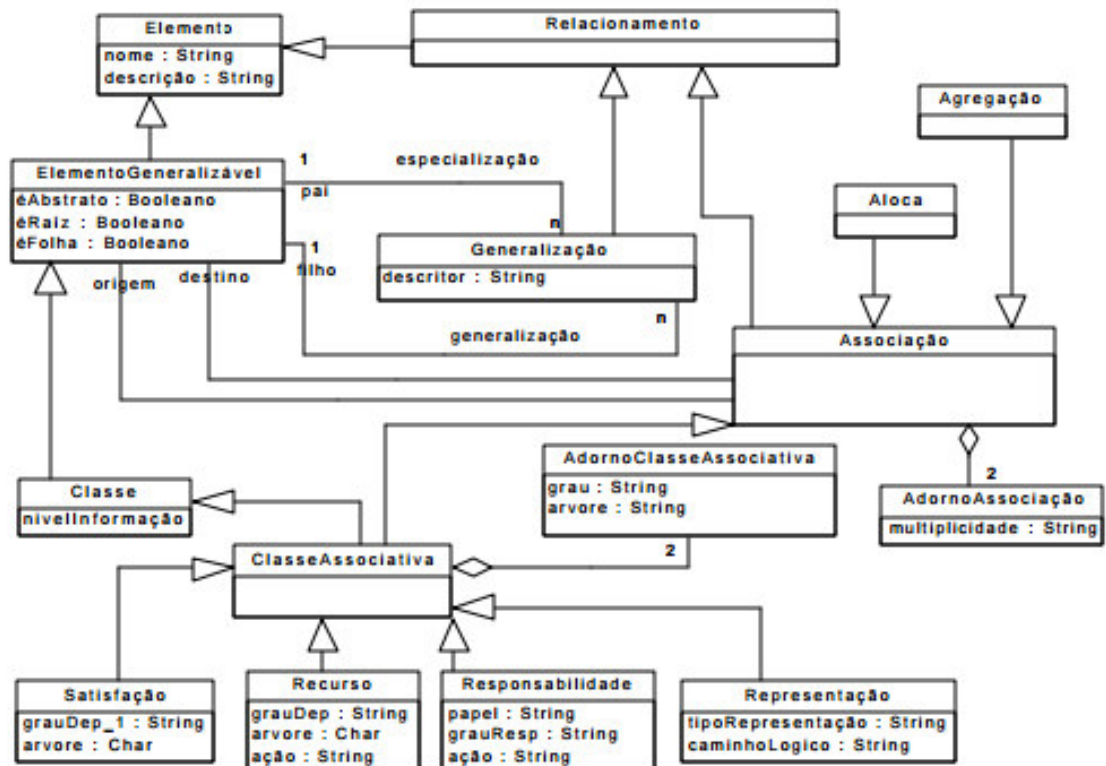 Elemento
nome : String
descrição : String
Relacionamento
Agregação
ElementoGeneralizável
éAbstrato : Booleano
éRaiz : Booleano
éFolha : Booleano
1
pai
especialização
n
Aloca
Generalização
descritor : String
1
filho
origem
destino
n
generalização
Associação
AdornoClasseAssociativa
grau : String
arvore : String
2
2
AdornoAssociação
multiplicidade : String
Classe
nivelInformação
ClasseAssociativa
Satisfação
grauDep_1 : String
arvore : Char
Recurso
grauDep : String
arvore : Char
ação : String
Responsabilidade
papel : String
grauResp : String
ação : String
Representação
tipoRepresentação : String
caminhoLogico : String